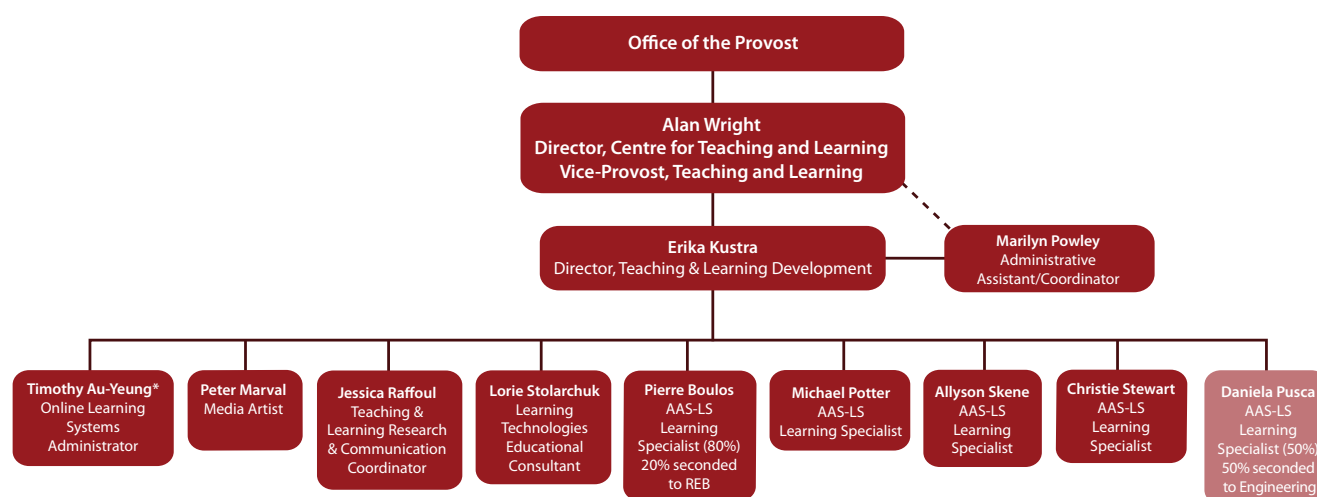 Office of the Provost
Alan Wright
Director, Centre for Teaching and Learning
Vice-Provost, Teaching and Learning
Erika Kustra
Director, Teaching & Learning Development
Marilyn Powley
Administrative
Assistant/Coordinator
Timothy Au-Yeung*
Online Learning
Systems
Administrator
Peter Marval
Media Artist
Jessica Raffoul
Teaching &
Learning Research
& Communication
Coordinator
Lorie Stolarchuk
Learning
Technologies
Educational
Consultant
Pierre Boulos
AAS-LS
Learning
Specialist (80%)
20% seconded
to REB
Michael Potter
AAS-LS
Learning Specialist
Allyson Skene
AAS-LS
Learning
Specialist
Christie Stewart
AAS-LS
Learning
Specialist
Daniela Pusca
AAS-LS
Learning
Specialist (50%)
50% seconded
to Engineering